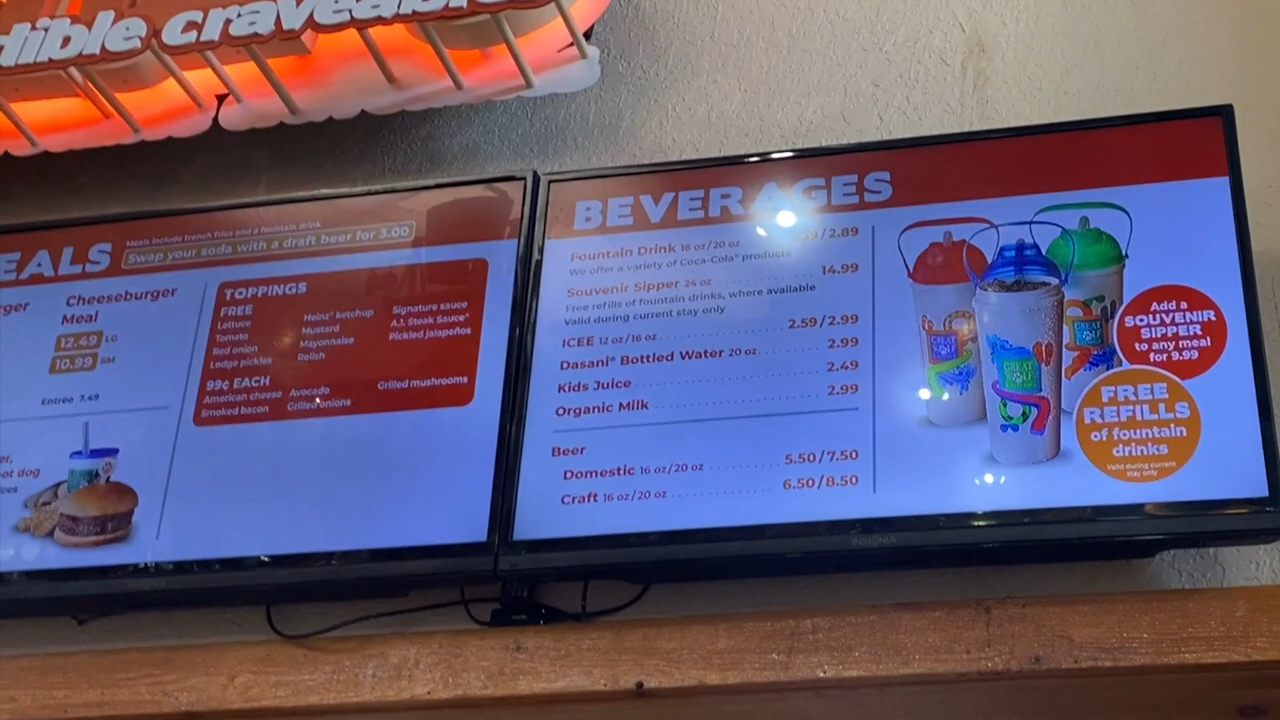 dible craveable
EALS
Meals include french fries and a fountain drink
Swap your soda with a draft beer for 3.00
Cheeseburger
Meal
12.49 LG
10.99 SM
Entrée 7.49
TOPPINGS
FREE
Lettuce
Tomato
Red onion
Lodge pickles
Heinz® ketchup
Mustard
Mayonnaise
Relish
Signature sauce
A.1. Steak Sauce®
Pickled jalapeños
99¢ EACH
American cheese
Smoked bacon
Avocado
Grilled onions
Grilled mushrooms
BEVERAGES
Fountain Drink 16 oz/20 oz /2.89
We offer a variety of Coca-Cola® products
Souvenir Sipper 24 oz 14.99
Free refills of fountain drinks, where available
Valid during current stay only
ICEE 12 oz/16 oz 2.59/2.99
Dasani® Bottled Water 20 oz 2.99
Kids Juice 2.49
Organic Milk 2.99
Beer
Domestic 16 oz/20 oz 5.50/7.50
Craft 16 oz/20 oz 6.50/8.50
GREAT WOLF
Add a
SOUVENIR
SIPPER
to any meal
for 9.99
FREE
REFILLS
of fountain
drinks
Valid during current
stay only
INSIGNIA